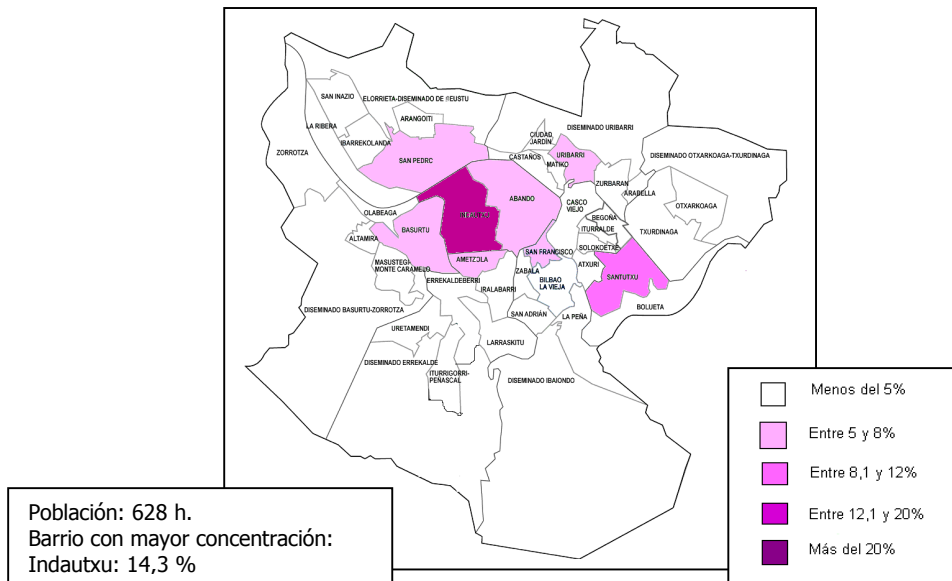 SAN INAZIO
ELORRIETA-DISEMINADO DE
ARANGOITI
LA RIBERA
IBARREKOLANDA
ZORROTZA
SAN PEDRO
CIUDAD
JARDÍN
DISEMINADO URIBARRI
CASTAÑOS
URIBARRI
MATIKO
DISEMINADO OTXARKOAGA-TXURDINAGA
ZURBARAN
ARABELLA
OTXARKOAGA
OLABEAGA
ABANDO
CASCO
VIEJO
BEGOÑA
ITURRALDE
TXURDINAGA
ALTAMIRA
BASURTU
SOLOKOETXE
MASUSTEGI-
MONTE CARAMELO
AMETZOLA
SAN FRANCISCO
ATXURI
SANTUTXU
ERREKALDEBERRI
ZABALA
BILBAO
LA VIEJA
IRALABARRI
BOLUETA
DISEMINADO BASURTU-ZORROTZA
SAN ADRIÁN
LA PEÑA
URETAMENDI
LARRASKITU
DISEMINADO ERREKALDE
ITURRIGORRI-
PEÑASCAL
DISEMINADO IBAIONDO
Menos del 5%
Entre 5 y 8%
Entre 8,1 y 12%
Entre 12,1 y 20%
Más del 20%
Población: 628 h.
Barrio con mayor concentración:
Indautxu: 14,3 %